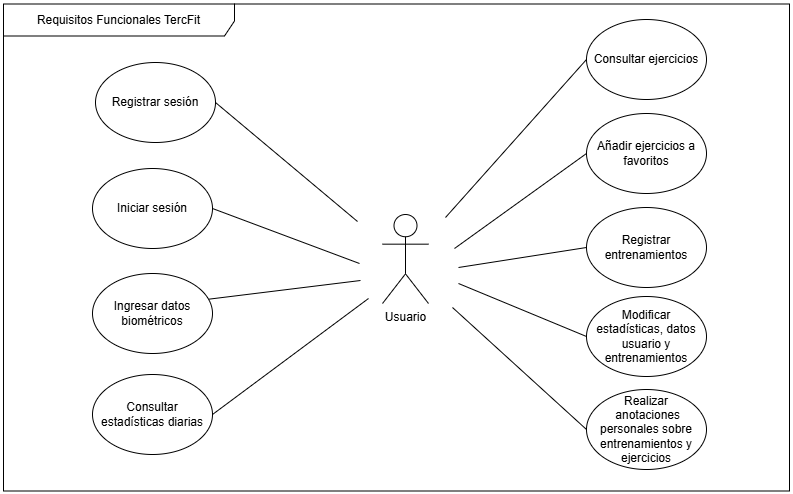 Requisitos Funcionales TercFit
Registrar sesión
Iniciar sesión
Ingresar datos
biométricos
Consultar
estadísticas diarias
Usuario
Consultar ejercicios
Añadir ejercicios a
favoritos
Registrar
entrenamientos
Modificar
estadísticas, datos
usuario y
entrenamientos
Realizar
anotaciones
personales sobre
entrenamientos y
ejercicios